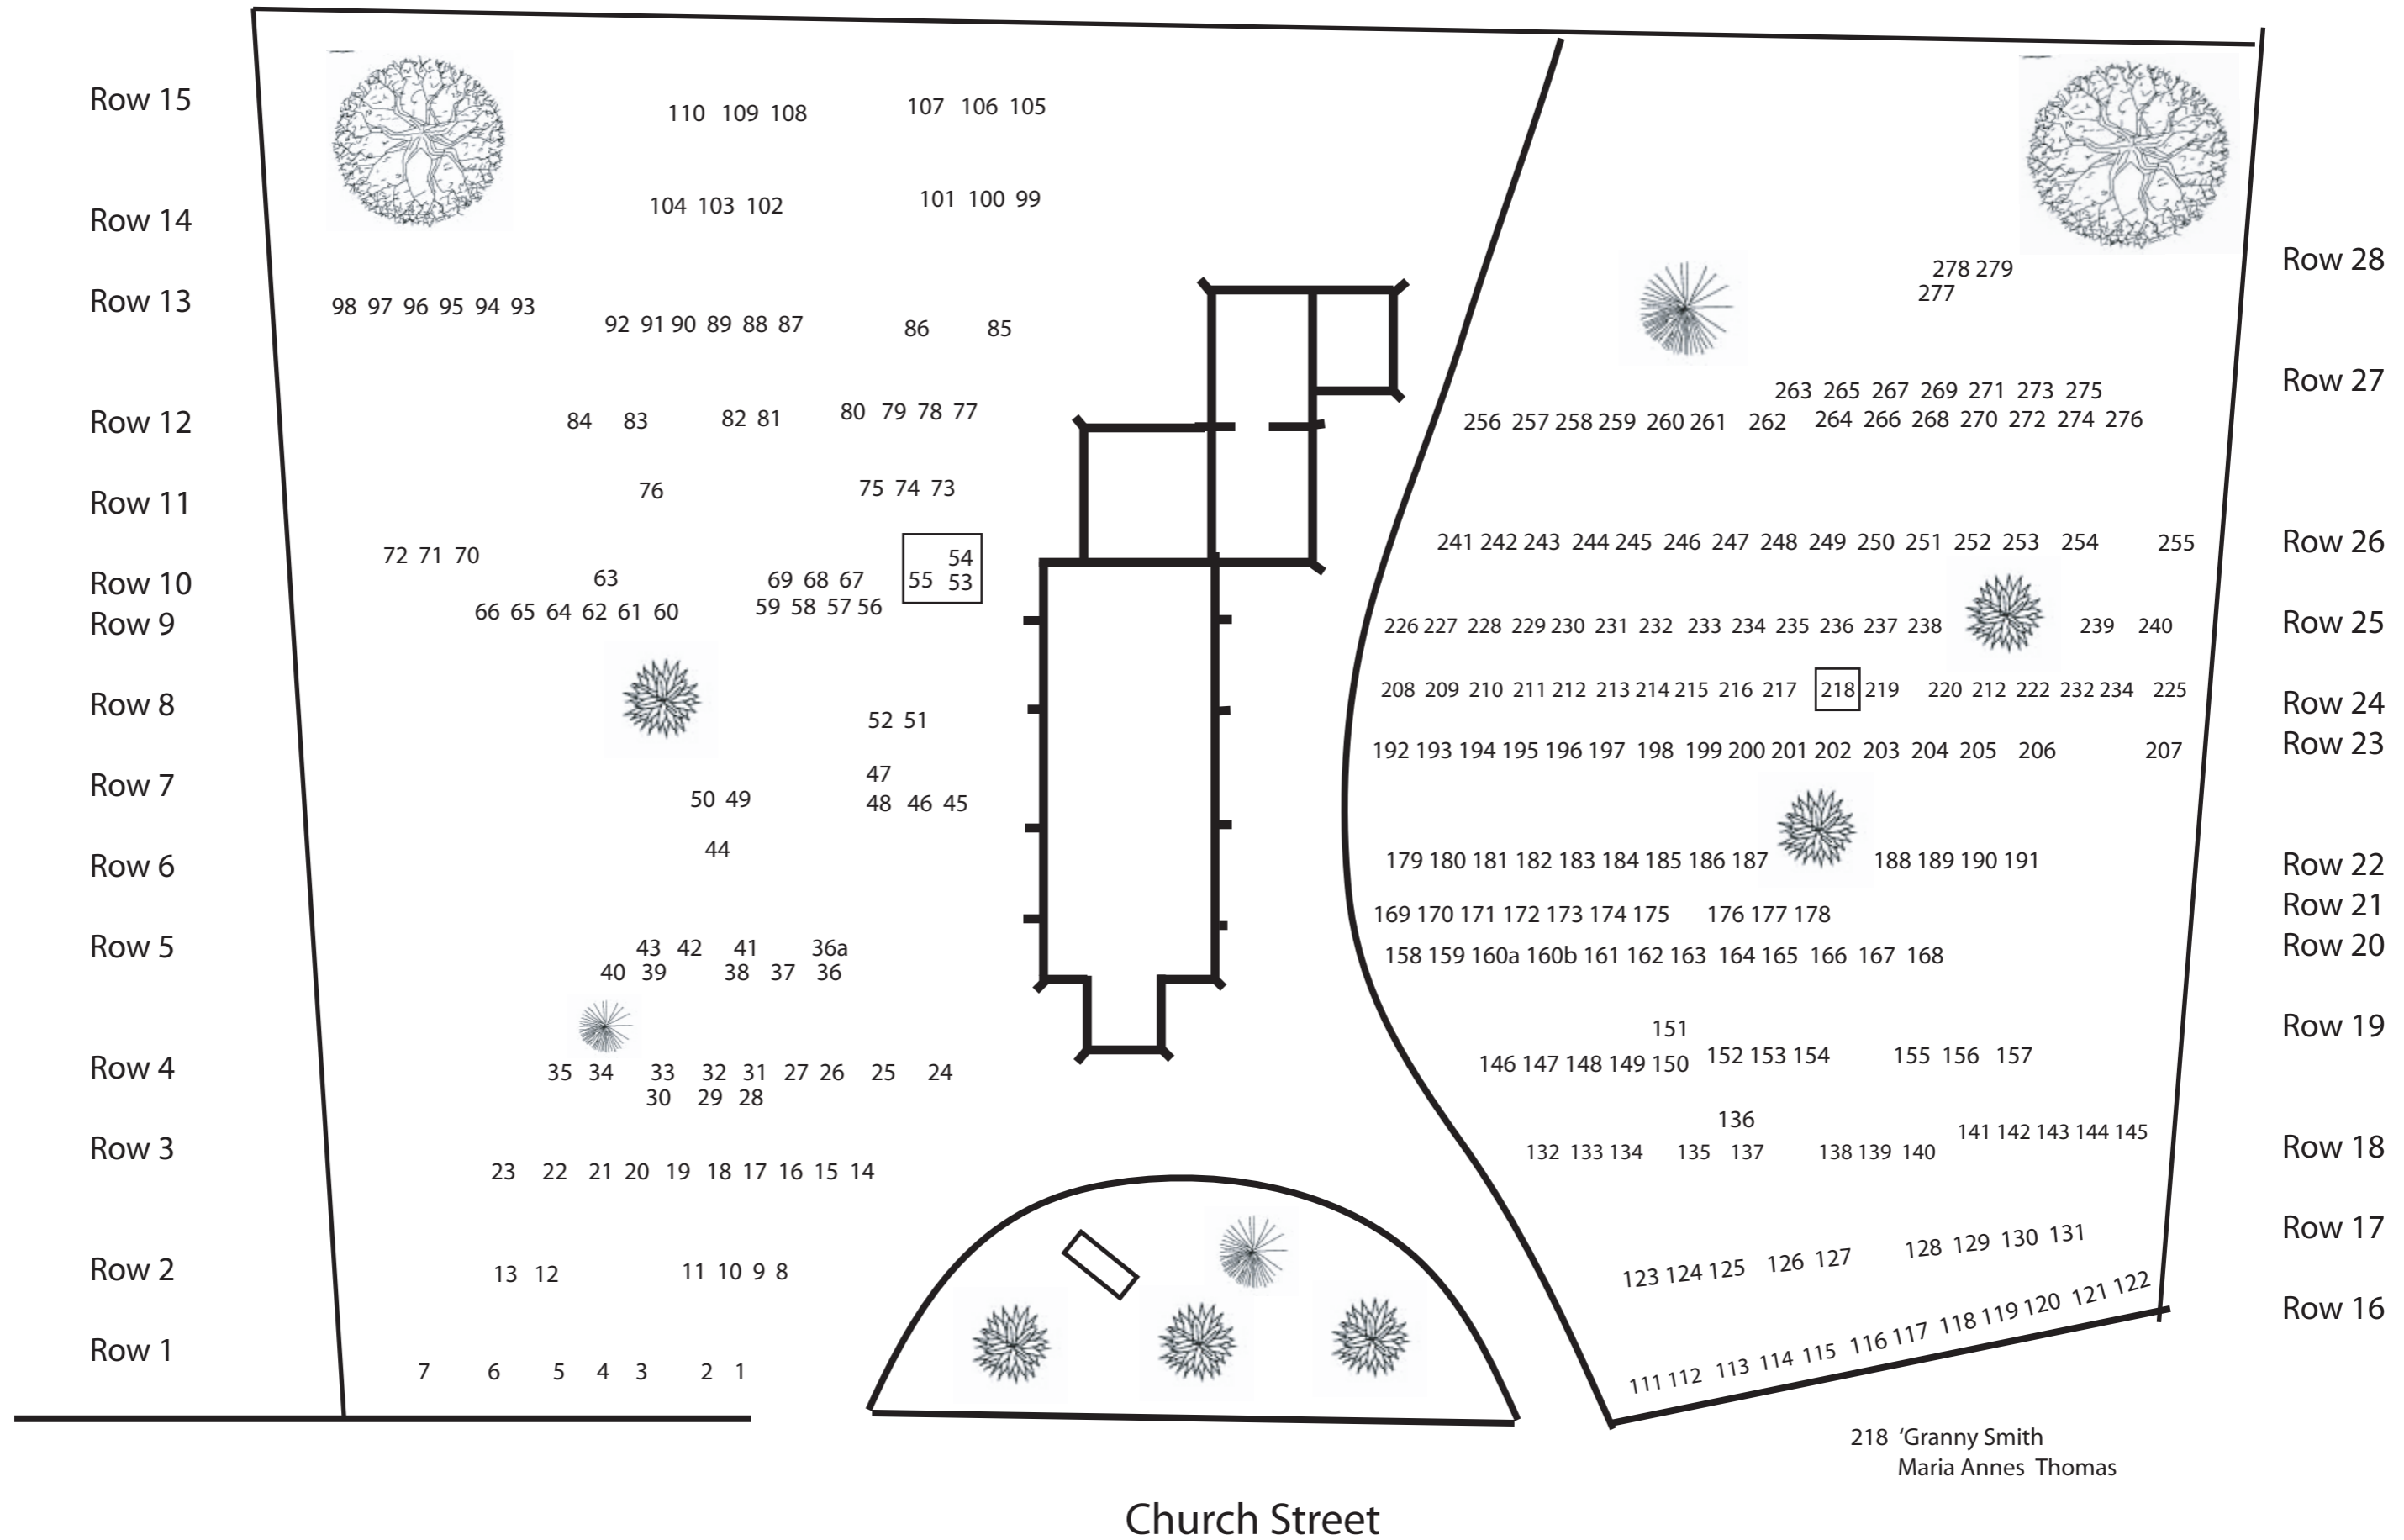 Row 15
110 109 108 107 106 105
Row 14
104 103 102 101 100 99
Row 13
98 97 96 95 94 93
92 91 90 89 88 87
86 85
Row 12
84 83 82 81 80 79 78 77
Row 11
76 75 74 73
Row 10
72 71 70
63 69 68 67
54
55 53
Row 9
66 65 64 62 61 60 59 58 57 56
Row 8
52 51
Row 7
47
50 49 48 46 45
Row 6
44
Row 5
43 42 41 36a
40 39 38 37 36
Row 4
35 34 33 32 31 27 26 25 24
30 29 28
Row 3
23 22 21 20 19 18 17 16 15 14
Row 2
13 12 11 10 9 8
Row 1
7 6 5 4 3 2 1
Row 28
278 279
277
Row 27
263 265 267 269 271 273 275
256 257 258 259 260 261 262 264 266 268 270 272 274 276
Row 26
241 242 243 244 245 246 247 248 249 250 251 252 253 254 255
Row 25
226 227 228 229 230 231 232 233 234 235 236 237 238 239 240
Row 24
208 209 210 211 212 213 214 215 216 217 218 219 220 212 222 232 234 225
Row 23
192 193 194 195 196 197 198 199 200 201 202 203 204 205 206 207
Row 22
179 180 181 182 183 184 185 186 187 188 189 190 191
Row 21
169 170 171 172 173 174 175 176 177 178
Row 20
158 159 160a 160b 161 162 163 164 165 166 167 168
Row 19
151
146 147 148 149 150 152 153 154 155 156 157
Row 18
136
132 133 134 135 137 138 139 140 141 142 143 144 145
Row 17
123 124 125 126 127 128 129 130 131
Row 16
111 112 113 114 115 116 117 118 119 120 121 122
218 ‘Granny Smith
Maria Annes Thomas
Church Street